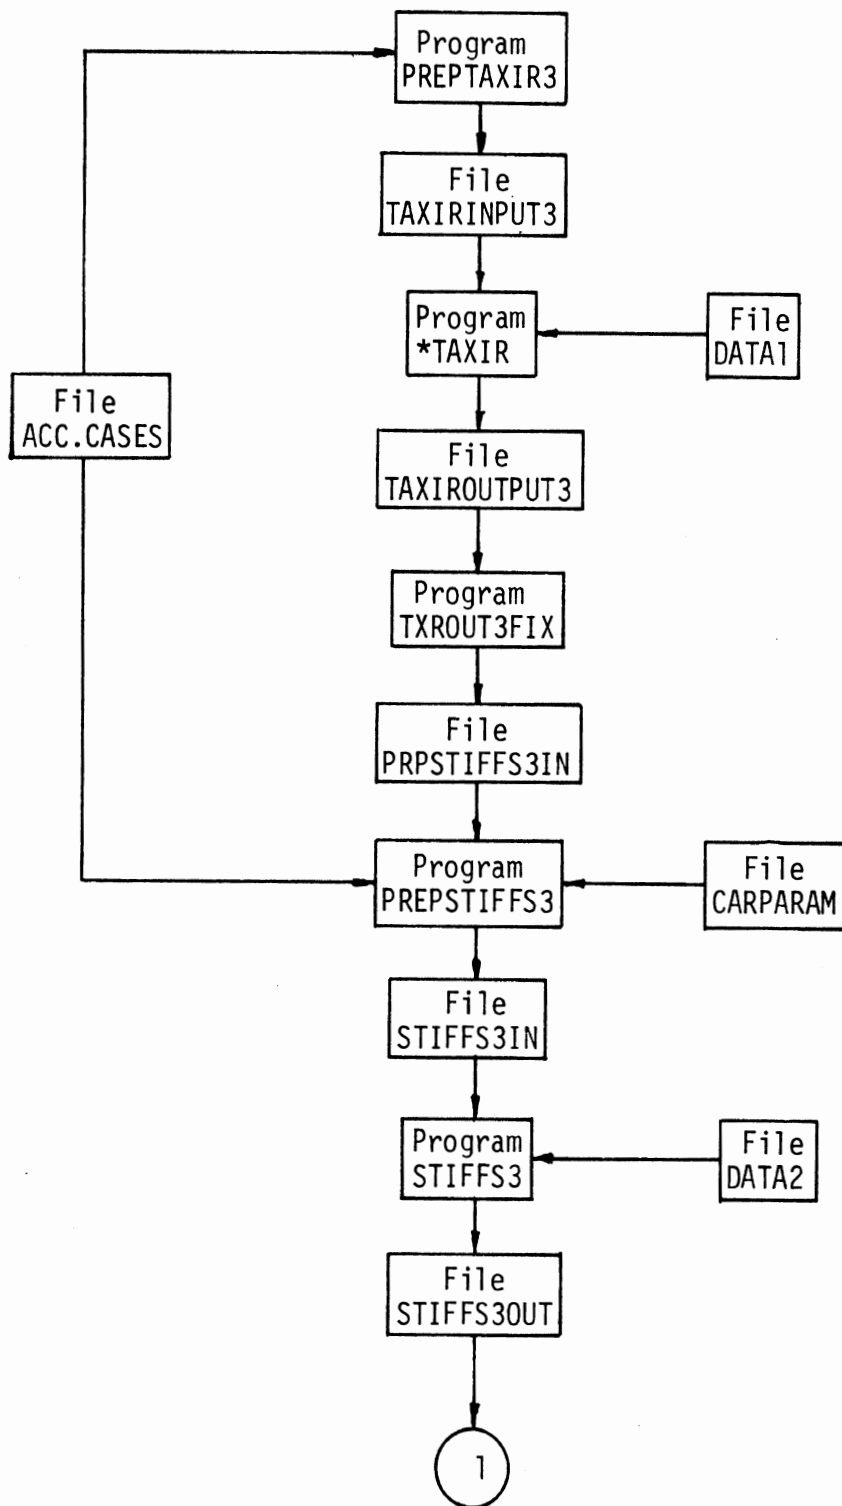 Program
PREPTAXIR3
File
TAXIRINPUT3
Program
*TAXIR
File
DATA1
File
ACC.CASES
File
TAXIROUTPUT3
Program
TXROUT3FIX
File
PRPSTIFFS3IN
Program
PREPSTIFFS3
File
CARPARAM
File
STIFFS3IN
Program
STIFFS3
File
DATA2
File
STIFFS3OUT
1